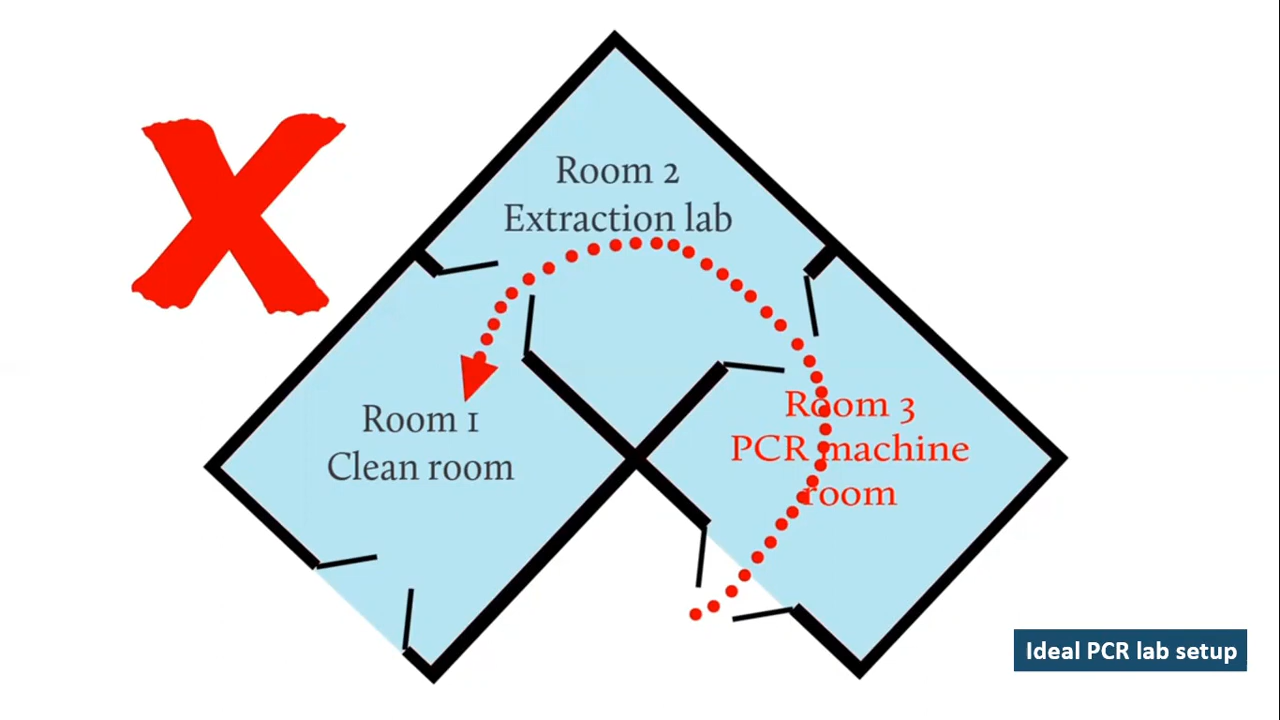 Room 2
Extraction lab
Room 1
Clean room
Room 3
PCR machine
room
Ideal PCR lab setup